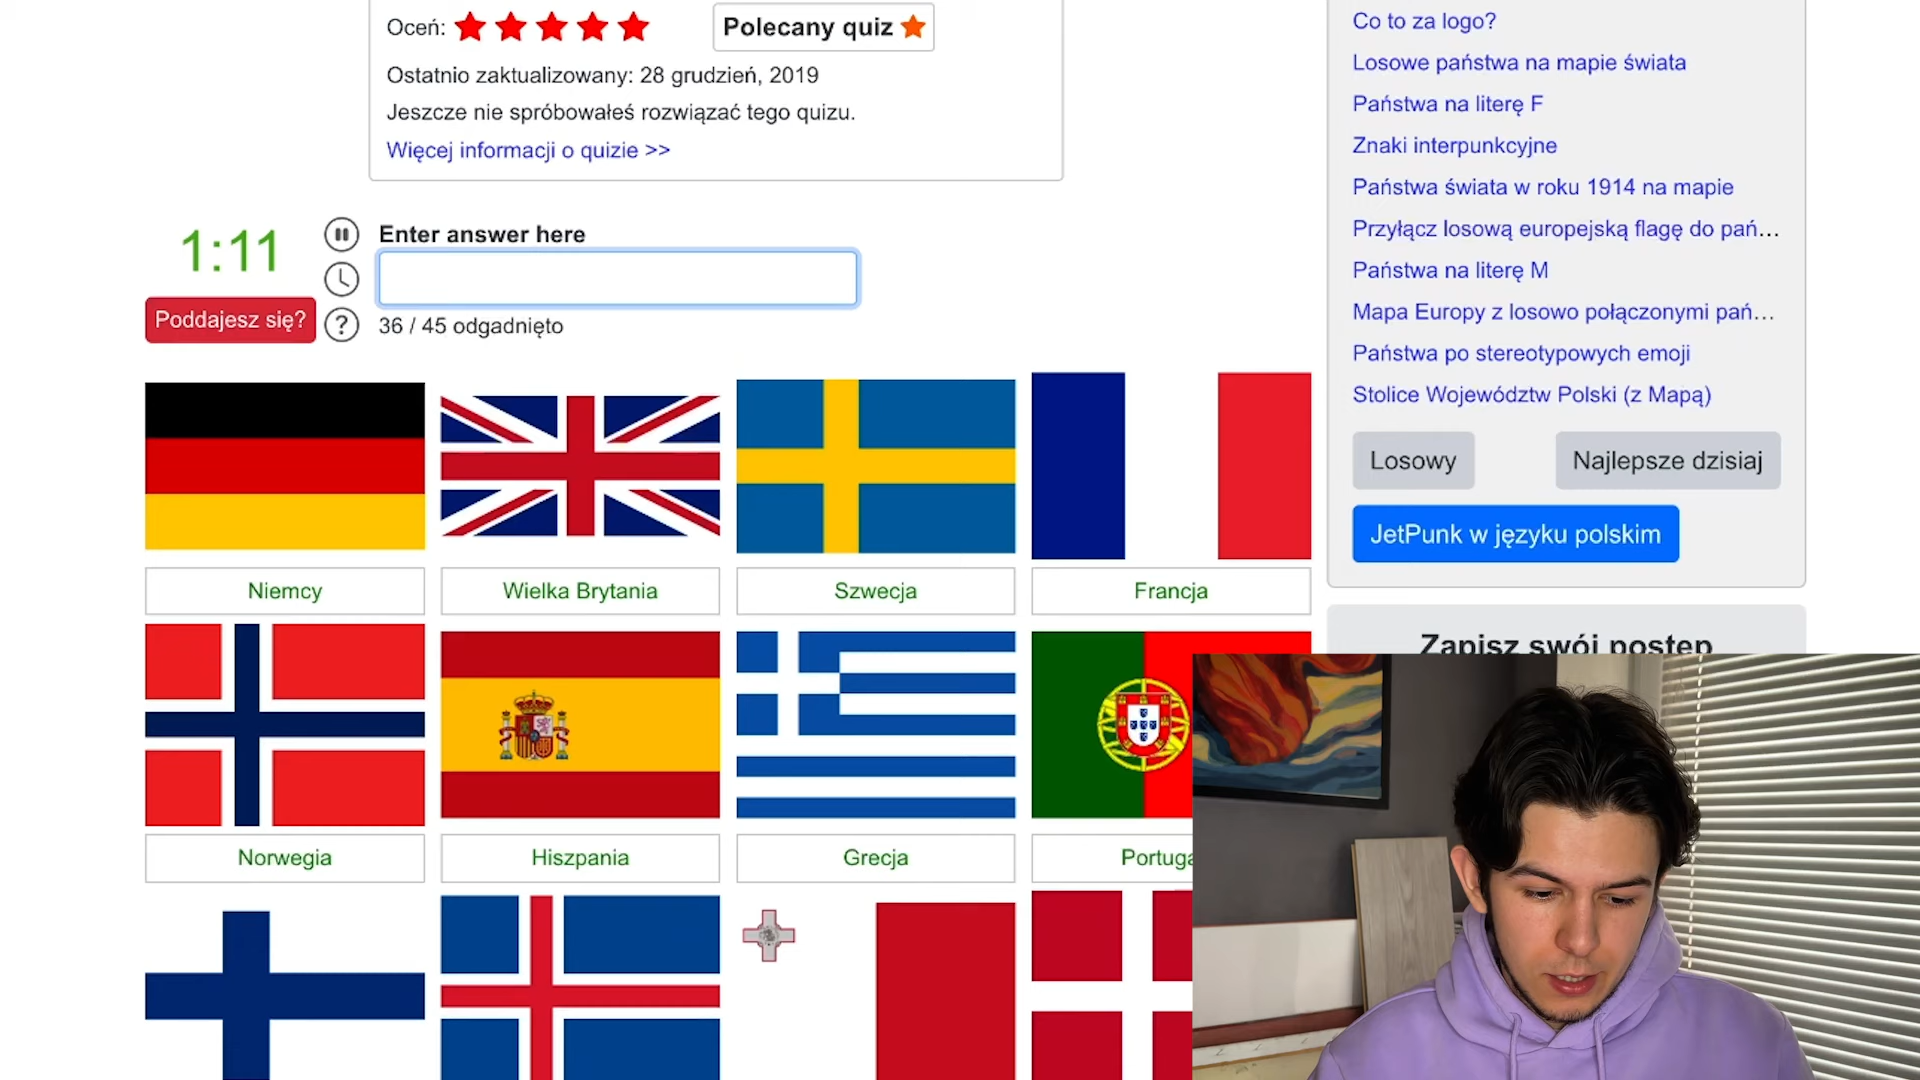 Oceń:
Polecany quiz
Ostatnio zaktualizowany: 28 grudzień, 2019
Jeszcze nie spróbowałeś rozwiązać tego quizu.
Więcej informacji o quizie >>
1:11
Enter answer here
Poddajesz się?
?
36 / 45 odgadnięto
Niemcy
Wielka Brytania
Szwecja
Francja
Norwegia
Hiszpania
Grecja
Portuga
Co to za logo?
Losowe państwa na mapie świata
Państwa na literę F
Znaki interpunkcyjne
Państwa świata w roku 1914 na mapie
Przyłącz losową europejską flagę do pań...
Państwa na literę M
Mapa Europy z losowo połączonymi pań...
Państwa po stereotypowych emoji
Stolice Województw Polski (z Mapą)
Losowy
Najlepsze dzisiaj
JetPunk w języku polskim
Zapisz swój postęp